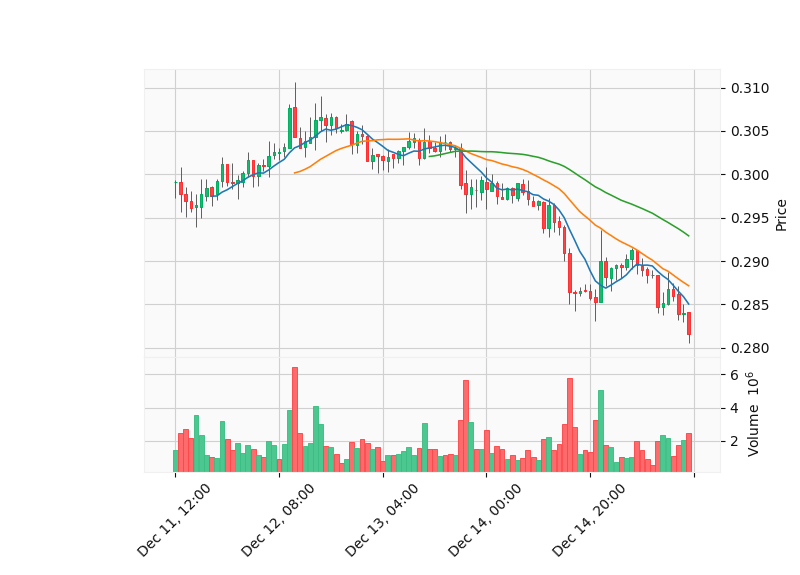 0.310
0.305
0.300
0.295
0.290
0.285
0.280
Price
6
4
2
Volume 10^6
Dec 11, 12:00
Dec 12, 08:00
Dec 13, 04:00
Dec 14, 00:00
Dec 14, 20:00